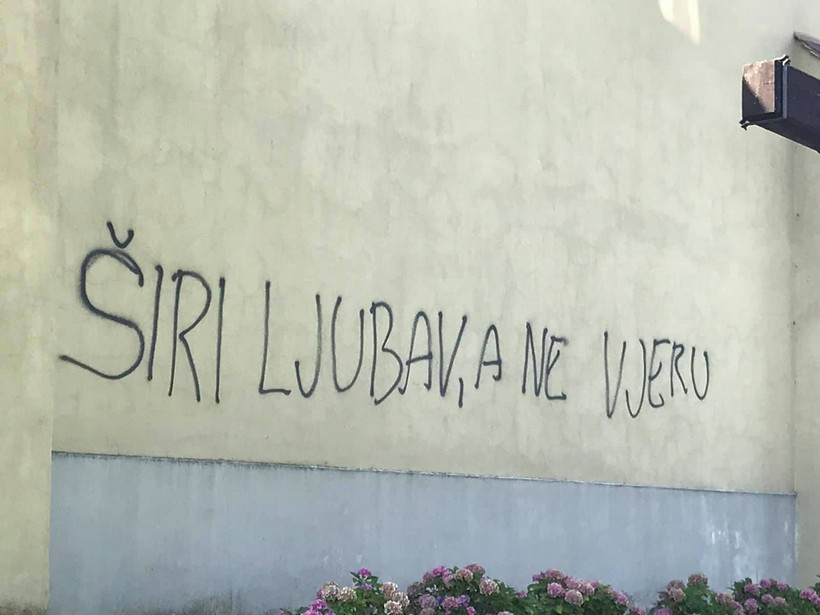 ŠIRI LJUBAV, A NE VJERU